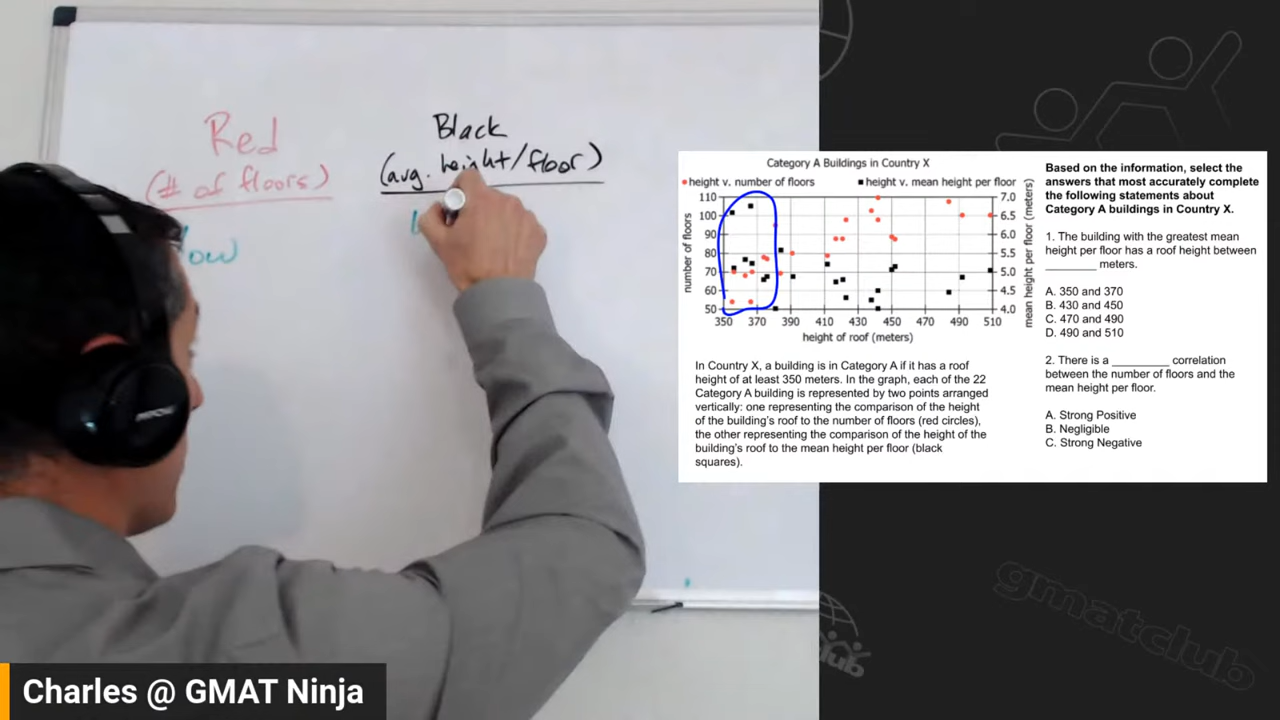 Red
(# of floors)
low
Black
(avg. height/floor)
Category A Buildings in Country X
height v. number of floors
height v. mean height per floor
number of floors
110
100
90
80
70
60
50
7.0
6.5
6.0
5.5
5.0
4.5
4.0
mean height per floor (meters)
350 370 390 410 430 450 470 490 510
height of roof (meters)
In Country X, a building is in Category A if it has a roof
height of at least 350 meters. In the graph, each of the 22
Category A building is represented by two points arranged
vertically: one representing the comparison of the height
of the building's roof to the number of floors (red circles),
the other representing the comparison of the height of the
building's roof to the mean height per floor (black
squares).
Based on the information, select the
answers that most accurately complete
the following statements about
Category A buildings in Country X.
1. The building with the greatest mean
height per floor has a roof height between
________ meters.
A. 350 and 370
B. 430 and 450
C. 470 and 490
D. 490 and 510
2. There is a _________ correlation
between the number of floors and the
mean height per floor.
A. Strong Positive
B. Negligible
C. Strong Negative
gmatclub
club
Charles @ GMAT Ninja